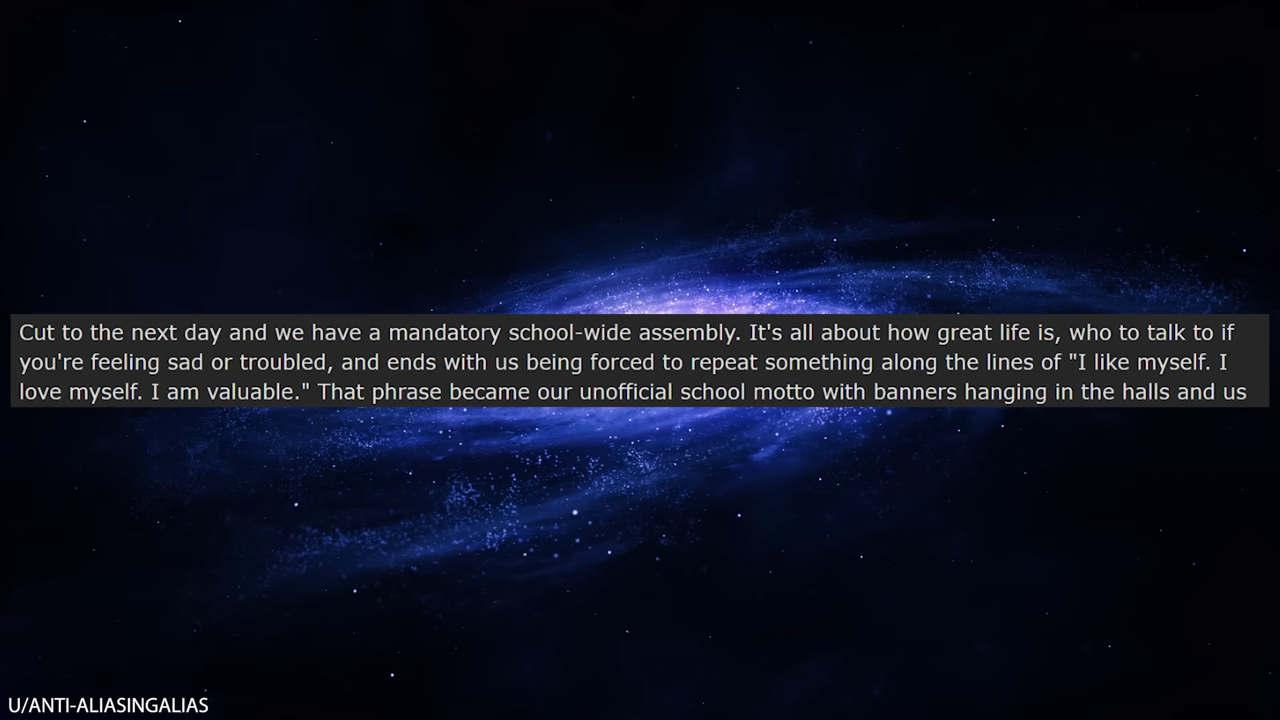 Cut to the next day and we have a mandatory school-wide assembly. It's all about how great life is, who to talk to if
you're feeling sad or troubled, and ends with us being forced to repeat something along the lines of "I like myself. I
love myself. I am valuable." That phrase became our unofficial school motto with banners hanging in the halls and us
U/ANTI-ALIASINGALIAS